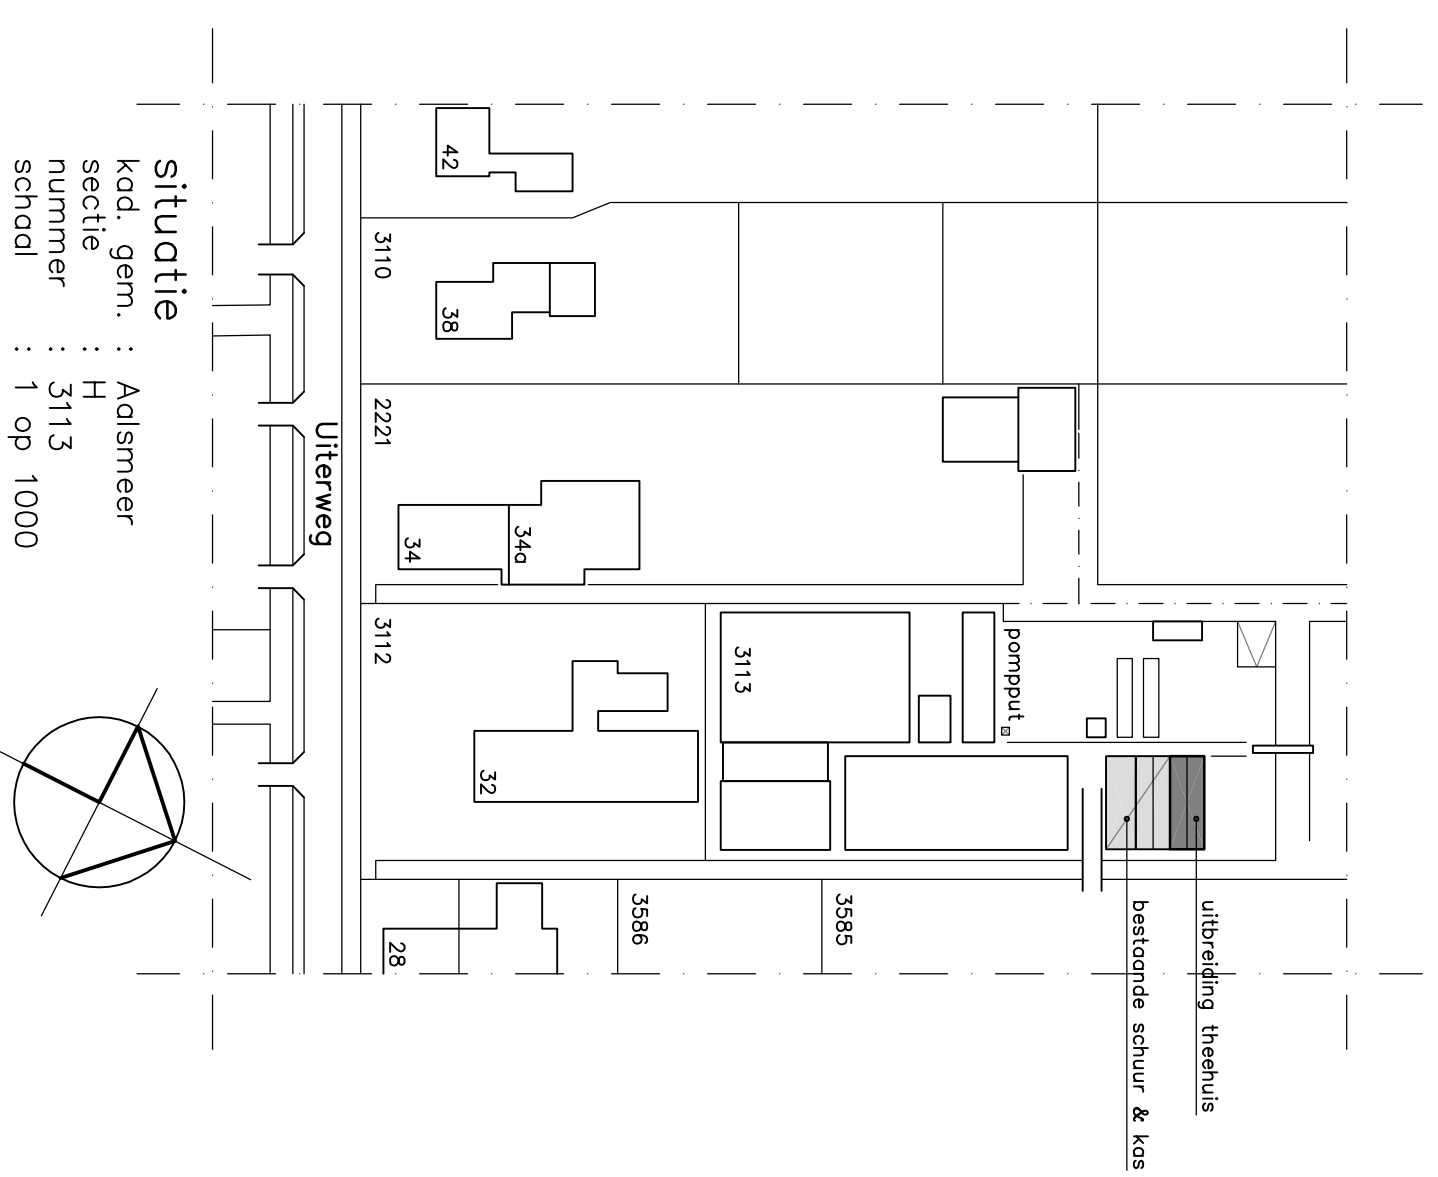 situatie
kad. gem. : Aalsmeer
sectie : H
nummer : 3113
schaal : 1 op 1000
Uiterweg
42
3110
38
2221
34
34a
3112
32
3113
pompput
28
3586
3585
uitbreiding theehuis
bestaande schuur & kas